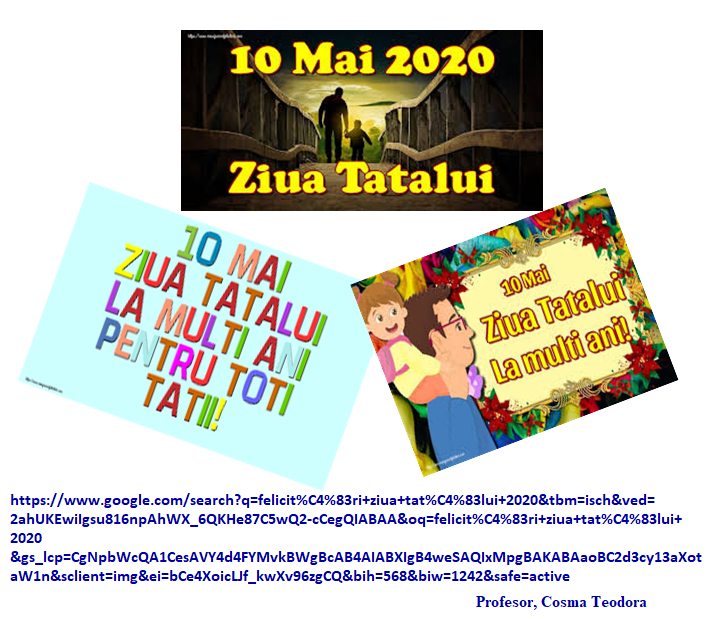 10 Mai 2020
Ziua Tatalui
10 MAI
ZIUA TATALUI
LA MULTI ANI
PENTRU TOTI
TATII!
10 Mai
Ziua Tatalui
La multi ani!
https://www.google.com/search?q=felicit%C4%83ri+ziua+tat%C4%83lui+2020&tbm=isch&ved=
2ahUKEwiIgsu816npAhWX_6QKHe87C5wQ2-cCegQIABAA&oq=felicit%C4%83ri+ziua+tat%C4%83lui+
2020
&gs_lcp=CgNpbWcQA1CesAVY4d4FYMvkBWgBcAB4AIABXIgB4weSAQIxMpgBAKABAaoBC2d3cy13aXot
aW1n&sclient=img&ei=bCe4XoicLJf_kwXv96zgCQ&bih=568&biw=1242&safe=active
Profesor, Cosma Teodora